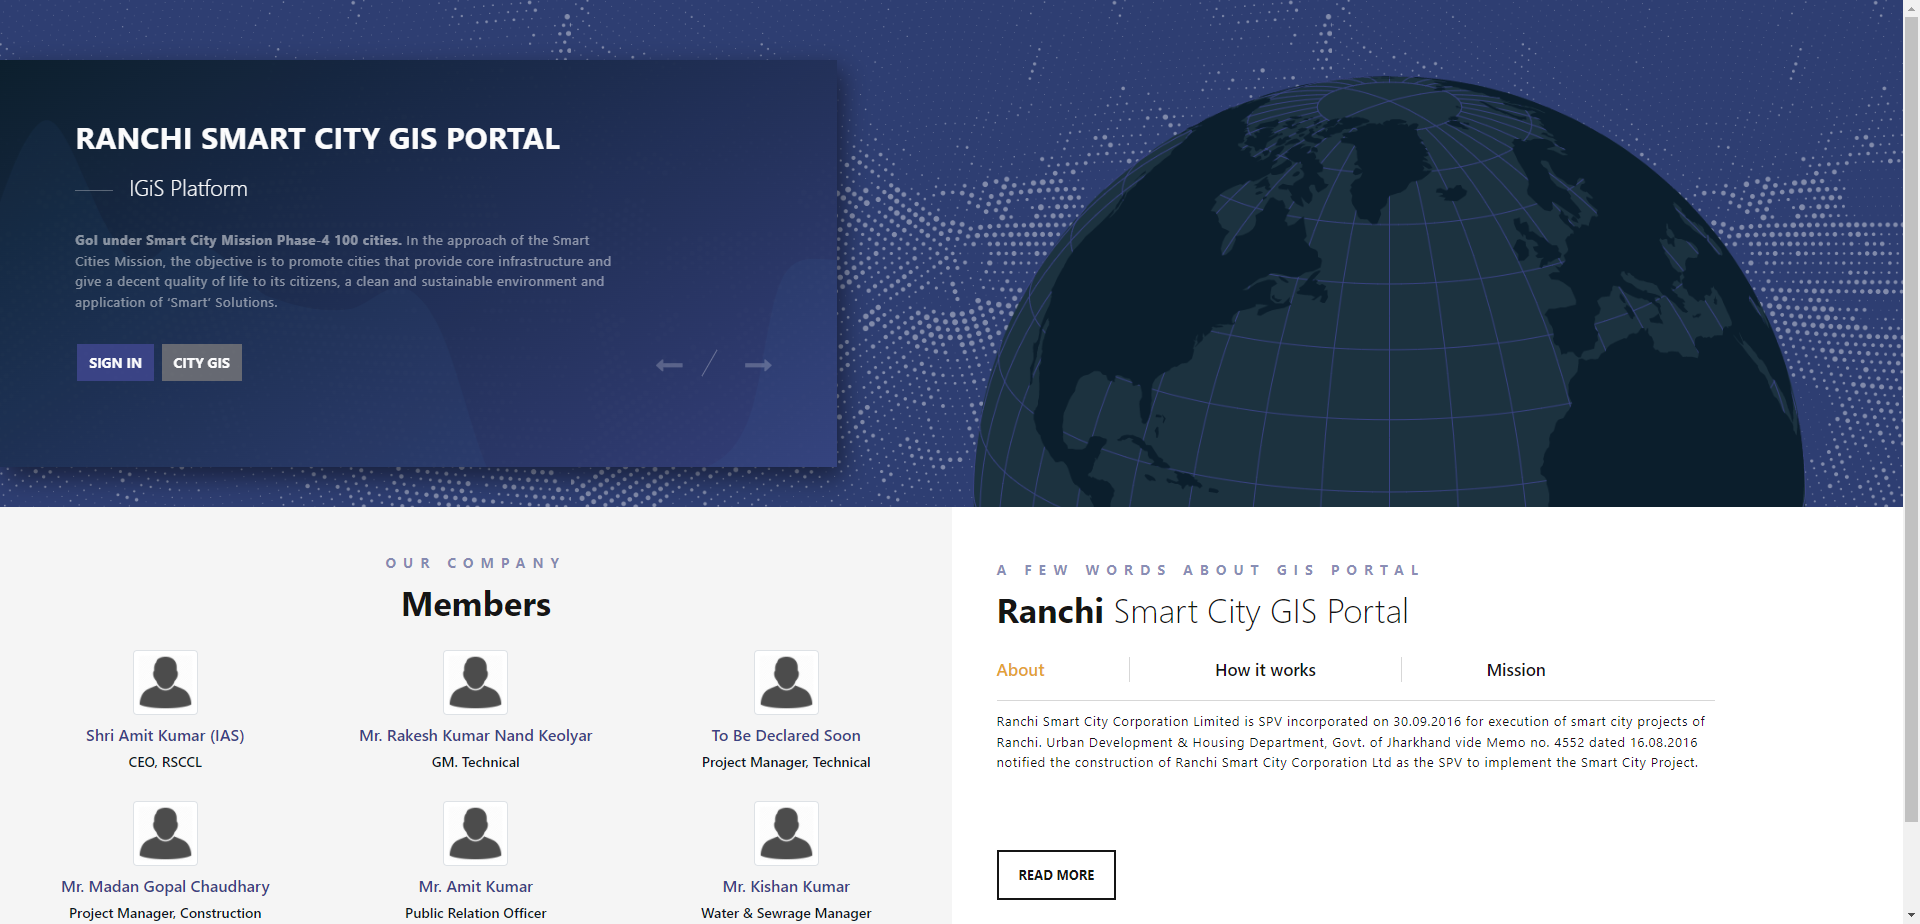 RANCHI SMART CITY GIS PORTAL
IGiS Platform
GoI under Smart City Mission Phase-4 100 cities. In the approach of the Smart
Cities Mission, the objective is to promote cities that provide core infrastructure and
give a decent quality of life to its citizens, a clean and sustainable environment and
application of 'Smart' Solutions.
SIGN IN
CITY GIS
OUR COMPANY
Members
Shri Amit Kumar (IAS)
CEO, RSCCL
Mr. Rakesh Kumar Nand Keolyar
GM. Technical
To Be Declared Soon
Project Manager, Technical
Mr. Madan Gopal Chaudhary
Project Manager, Construction
Mr. Amit Kumar
Public Relation Officer
Mr. Kishan Kumar
Water & Sewrage Manager
A FEW WORDS ABOUT GIS PORTAL
Ranchi Smart City GIS Portal
About
How it works
Mission
Ranchi Smart City Corporation Limited is SPV incorporated on 30.09.2016 for execution of smart city projects of
Ranchi. Urban Development & Housing Department, Govt. of Jharkhand vide Memo no. 4552 dated 16.08.2016
notified the construction of Ranchi Smart City Corporation Ltd as the SPV to implement the Smart City Project.
READ MORE